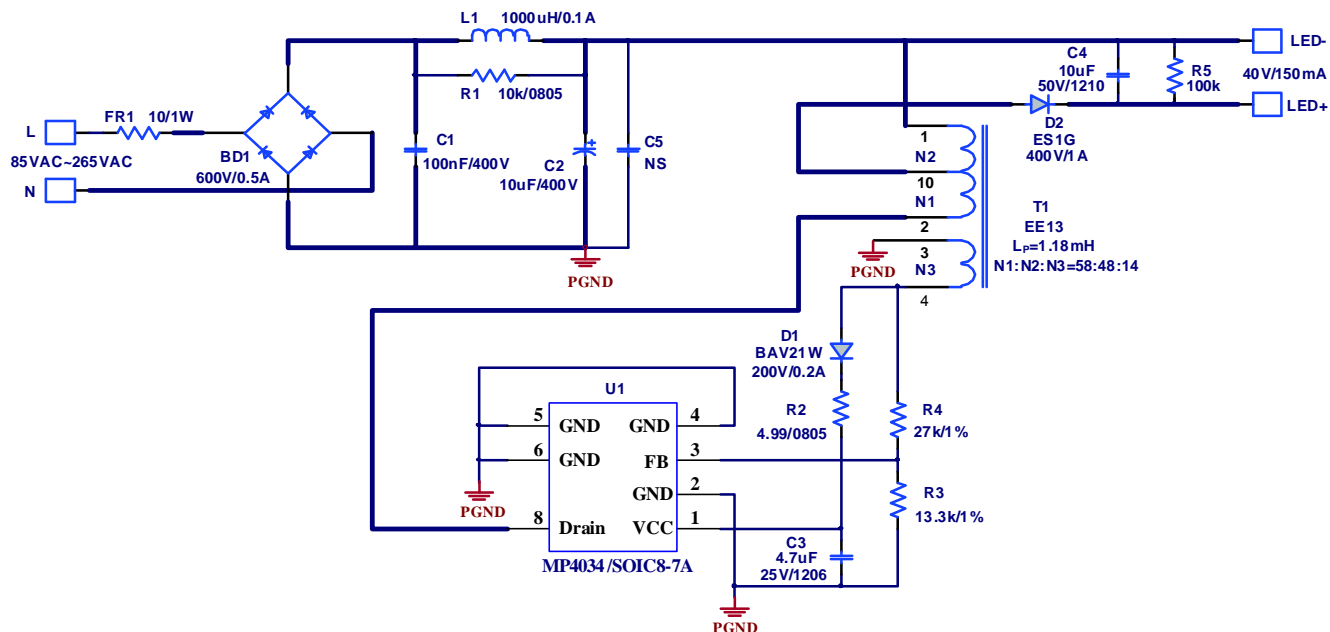 L1 1000uH/0.1A
LED-
C4
10uF
50V/1210
R5
100k
40V/150mA
LED+
R1 10k/0805
FR1 10/1W
L
85VAC~265VAC
N
BD1
600V/0.5A
C1
100nF/400V
C2
10uF/400V
C5
NS
PGND
D2
ES1G
400V/1A
1
N2
10
N1
2
3
N3
4
PGND
T1
EE13
LP=1.18mH
N1:N2:N3=58:48:14
D1
BAV21W
200V/0.2A
R2
4.99/0805
R4
27k/1%
R3
13.3k/1%
U1
5 GND GND 4
6 GND FB 3
GND 2
8 Drain VCC 1
MP4034/SOIC8-7A
PGND
C3
4.7uF
25V/1206
PGND